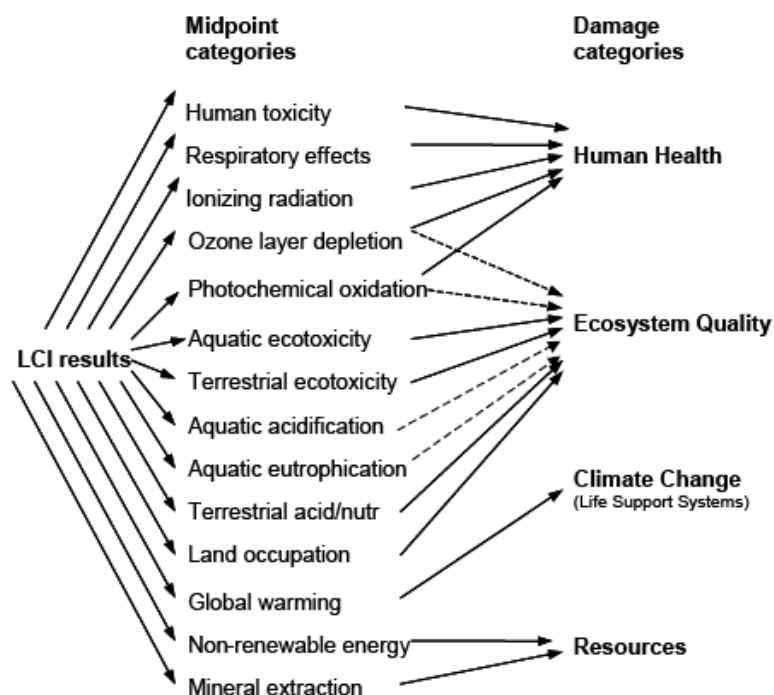 Midpoint
categories
Damage
categories
Human toxicity
Respiratory effects
Human Health
Ionizing radiation
Ozone layer depletion
Photochemical oxidation
Ecosystem Quality
Aquatic ecotoxicity
LCI results
Terrestrial ecotoxicity
Aquatic acidification
Aquatic eutrophication
Climate Change
(Life Support Systems)
Terrestrial acid/nutr
Land occupation
Global warming
Non-renewable energy
Resources
Mineral extraction